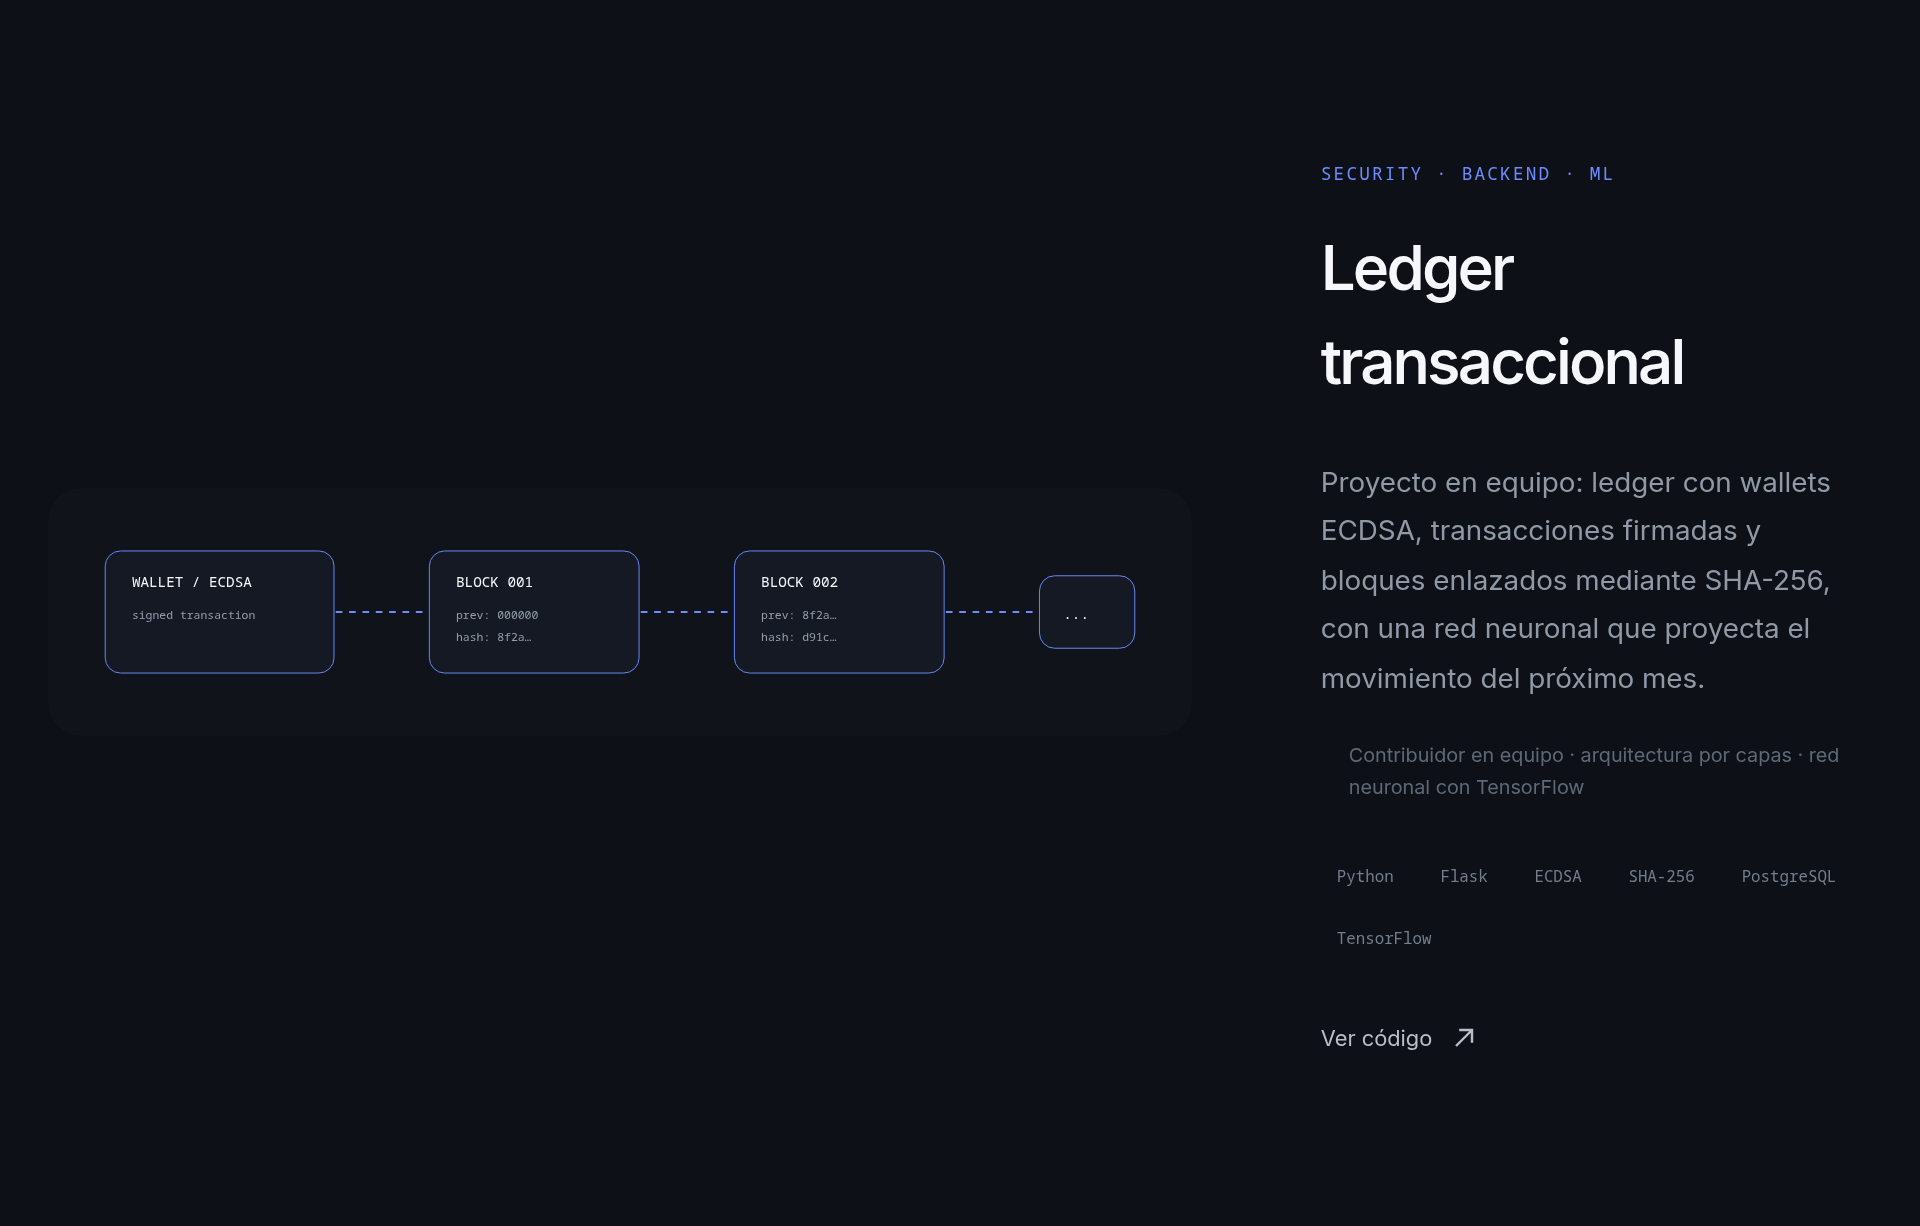 WALLET / ECDSA
signed transaction
BLOCK 001
prev: 000000
hash: 8f2a…
BLOCK 002
prev: 8f2a…
hash: d91c…
...
SECURITY · BACKEND · ML
Ledger
transaccional
Proyecto en equipo: ledger con wallets
ECDSA, transacciones firmadas y
bloques enlazados mediante SHA-256,
con una red neuronal que proyecta el
movimiento del próximo mes.
Contribuidor en equipo · arquitectura por capas · red
neuronal con TensorFlow
Python Flask ECDSA SHA-256 PostgreSQL
TensorFlow
Ver código